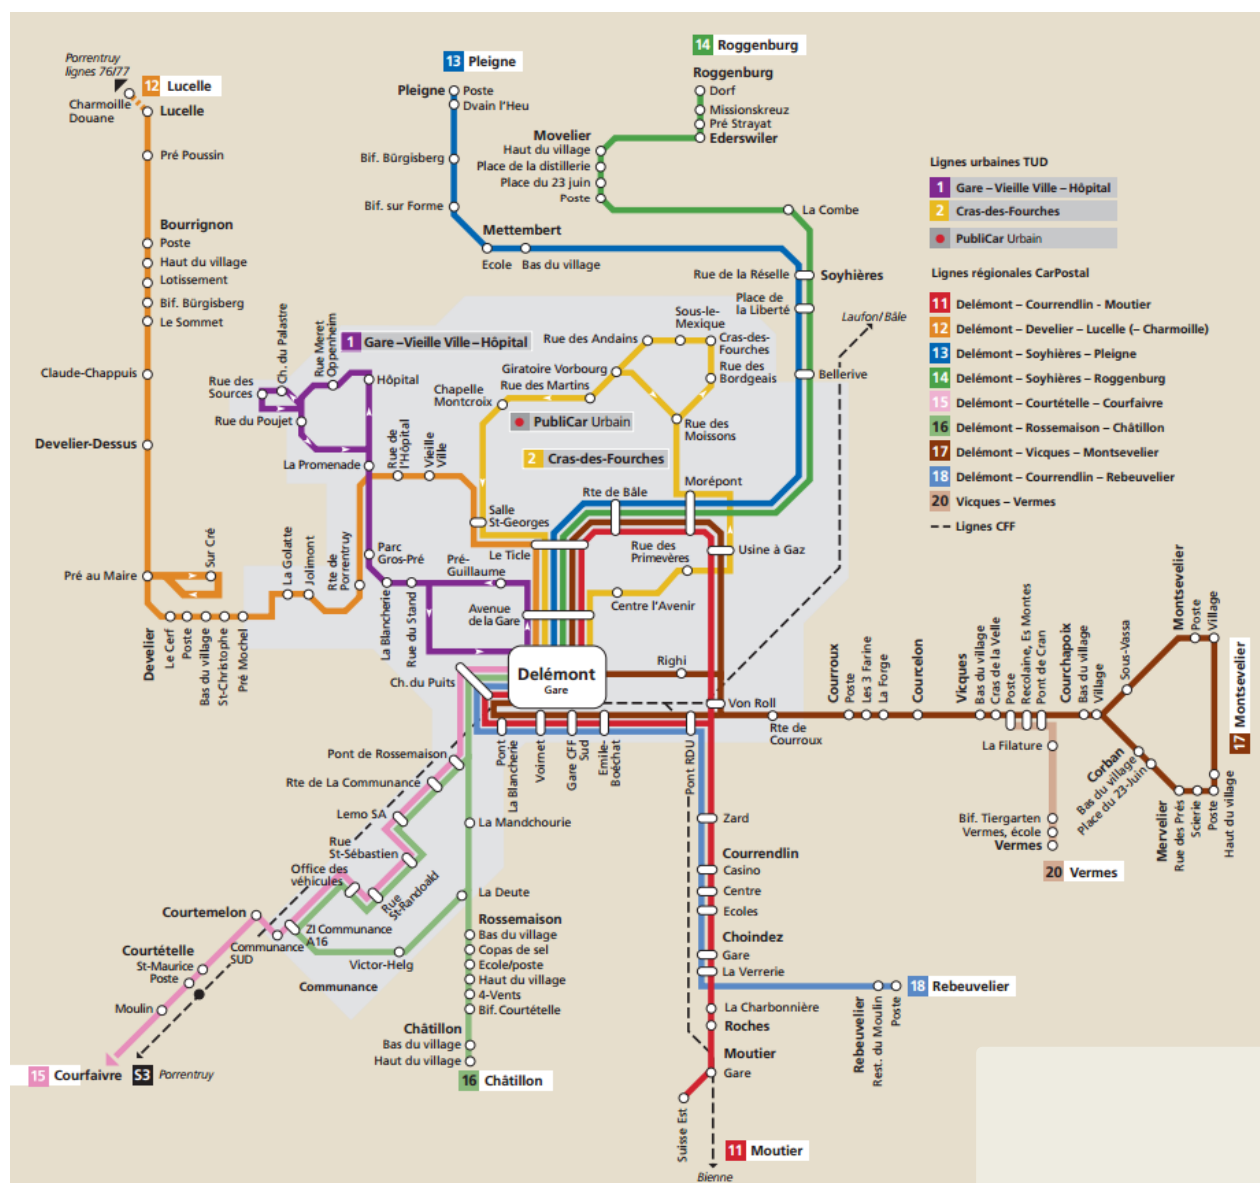 Porrentruy
lignes 76/77
12 Lucelle
Charmoille
Douane
Lucelle
Pré Poussin
Bourrignon
Poste
Haut du village
Lotissement
Bif. Bürgisberg
Le Sommet
Claude-Chappuis
Develier-Dessus
Pré au Maire
Sur Cré
Develier
Le Cerf
Poste
Bas du village
St-Christophe
Pré Mochel
La Golatte
Jolimont
Rte de
Porrentruy
13 Pleigne
Pleigne
Poste
Dvain l'Heu
Bif. Bürgisberg
Bif. sur Forme
Mettembert
Ecole
Bas du village
14 Roggenburg
Roggenburg
Dorf
Missionskreuz
Pré Strayat
Ederswiler
Movelier
Haut du village
Place de la distillerie
Place du 23 juin
Poste
La Combe
Rue de la Réselle
Soyhières
Place de
la Liberté
Bellerive
Laufon/Bâle
Lignes urbaines TUD
1 Gare – Vieille Ville – Hôpital
2 Cras-des-Fourches
PubliCar Urbain
Lignes régionales CarPostal
11 Delémont – Courrendlin - Moutier
12 Delémont – Develier – Lucelle (– Charmoille)
13 Delémont – Soyhières – Pleigne
14 Delémont – Soyhières – Roggenburg
15 Delémont – Courtételle – Courfaivre
16 Delémont – Rossemaison – Châtillon
17 Delémont – Vicques – Montsevelier
18 Delémont – Courrendlin – Rebeuvelier
20 Vicques – Vermes
Lignes CFF
1 Gare – Vieille Ville – Hôpital
Ch. du Palastre
Rue Meret
Oppenheim
Rue des
Sources
Rue du Poujet
Hôpital
La Promenade
Rue de
l'Hôpital
Vieille
Ville
Parc
Gros-Pré
La Blancherie
Rue du Stand
Pré-
Guillaume
Avenue
de la Gare
Sous-le-
Mexique
Rue des Andains
Cras-des-
Fourches
Giratoire Vorbourg
Rue des Martins
Rue des
Bordgeais
Chapelle
Montcroix
PubliCar Urbain
Rue des
Moissons
2 Cras-des-Fourches
Salle
St-Georges
Le Ticle
Rte de Bâle
Morépont
Rue des
Primevères
Usine à Gaz
Centre l'Avenir
Delémont
Gare
Righi
Von Roll
Ch. du Puits
Pont
La Blancherie
Voirnet
Gare CFF
Sud
Emile-
Boéchat
Pont RDU
Rte de
Courroux
Courroux
Poste
Les 3 Farine
La Forge
Courcelon
Vicques
Bas du village
Cras de la Velle
Poste
Recolaine, Es Montes
Pont de Cran
Courchapoix
Bas du village
Village
Sous-Vassa
Montsevelier
Poste
Village
17 Montsevelier
Corban
Bas du village
Place du 23-Juin
Mervelier
Rue des Prés
Scierie
Poste
Haut du village
La Filature
Bif. Tiergarten
Vermes, école
Vermes
20 Vermes
Pont de Rossemaison
Rte de La Communance
Lemo SA
Rue
St-Sébastien
Office des
véhicules
Rue
St-Randoald
ZI Communance
A16
Communance
SUD
Courtemelon
Courtételle
St-Maurice
Poste
Moulin
Victor-Helg
Communance
15 Courfaivre
S3 Porrentruy
La Mandchourie
La Deute
Rossemaison
Bas du village
Copas de sel
Ecole/poste
Haut du village
4-Vents
Bif. Courtételle
Châtillon
Bas du village
Haut du village
16 Châtillon
Zard
Courrendlin
Casino
Centre
Ecoles
Choindez
Gare
La Verrerie
La Charbonnière
Roches
Moutier
Gare
Suisse Est
11 Moutier
Bienne
Rebeuvelier
Rest. du Moulin
Poste
18 Rebeuvelier